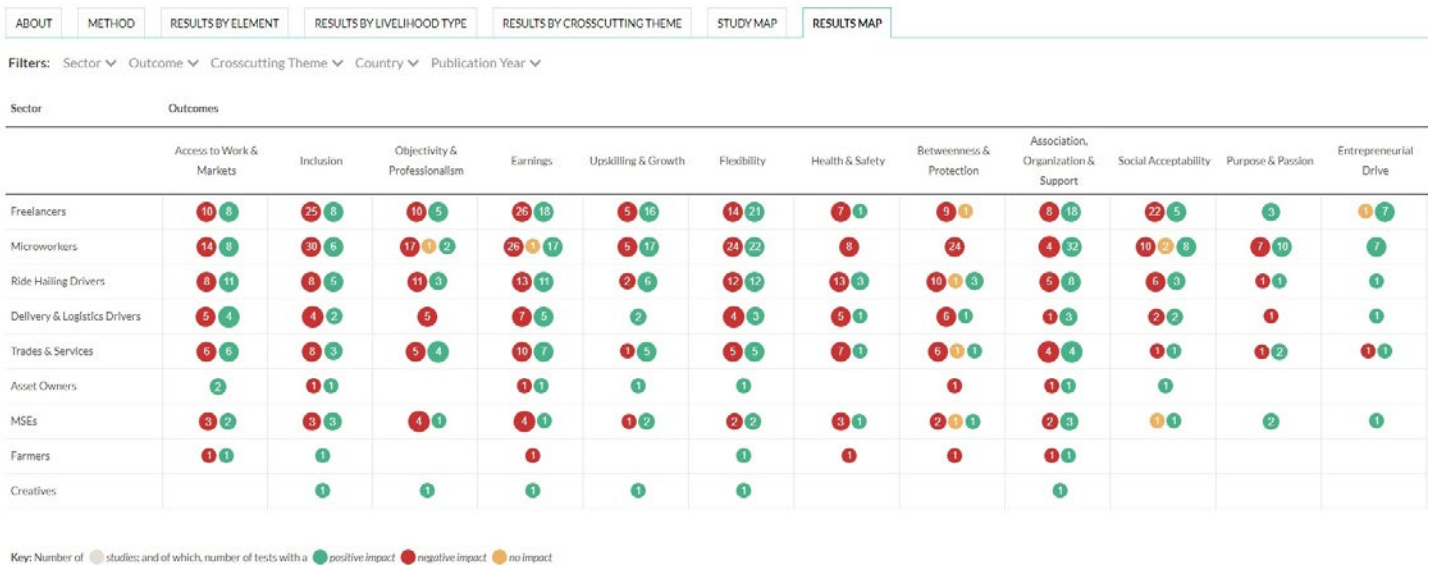 ABOUT METHOD RESULTS BY ELEMENT RESULTS BY LIVELIHOOD TYPE RESULTS BY CROSSCUTTING THEME STUDY MAP RESULTS MAP
Filters: Sector Outcome Crosscutting Theme Country Publication Year
Sector Outcomes
Access to Work & Markets Inclusion Objectivity & Professionalism Earnings Upskilling & Growth Flexibility Health & Safety Betweenness & Protection Association, Organization & Support Social Acceptability Purpose & Passion Entrepreneurial Drive
Freelancers 10 8 25 8 10 5 26 18 5 16 14 21 7 1 9 1 8 18 22 5 3 1 7
Microworkers 14 8 30 6 17 1 2 26 1 17 5 17 24 22 8 24 4 32 10 2 8 7 10 7
Ride Hailing Drivers 8 11 8 5 11 3 13 11 2 6 12 12 13 3 10 1 3 5 8 6 3 1 1 1
Delivery & Logistics Drivers 5 4 4 2 5 7 5 2 4 3 5 1 6 1 1 3 2 2 1 1
Trades & Services 6 6 8 3 5 4 10 7 1 5 5 5 7 1 6 1 1 4 4 1 1 1 2 1 1
Asset Owners 2 1 1 1 1 1 1 1 1 1 1
MSEs 3 2 3 3 4 1 4 1 1 2 2 2 3 1 2 1 1 2 3 1 1 2 1
Farmers 1 1 1 1 1 1 1 1 1
Creatives 1 1 1 1 1 1
Key: Number of studies; and of which, number of tests with a positive impact negative impact no impact